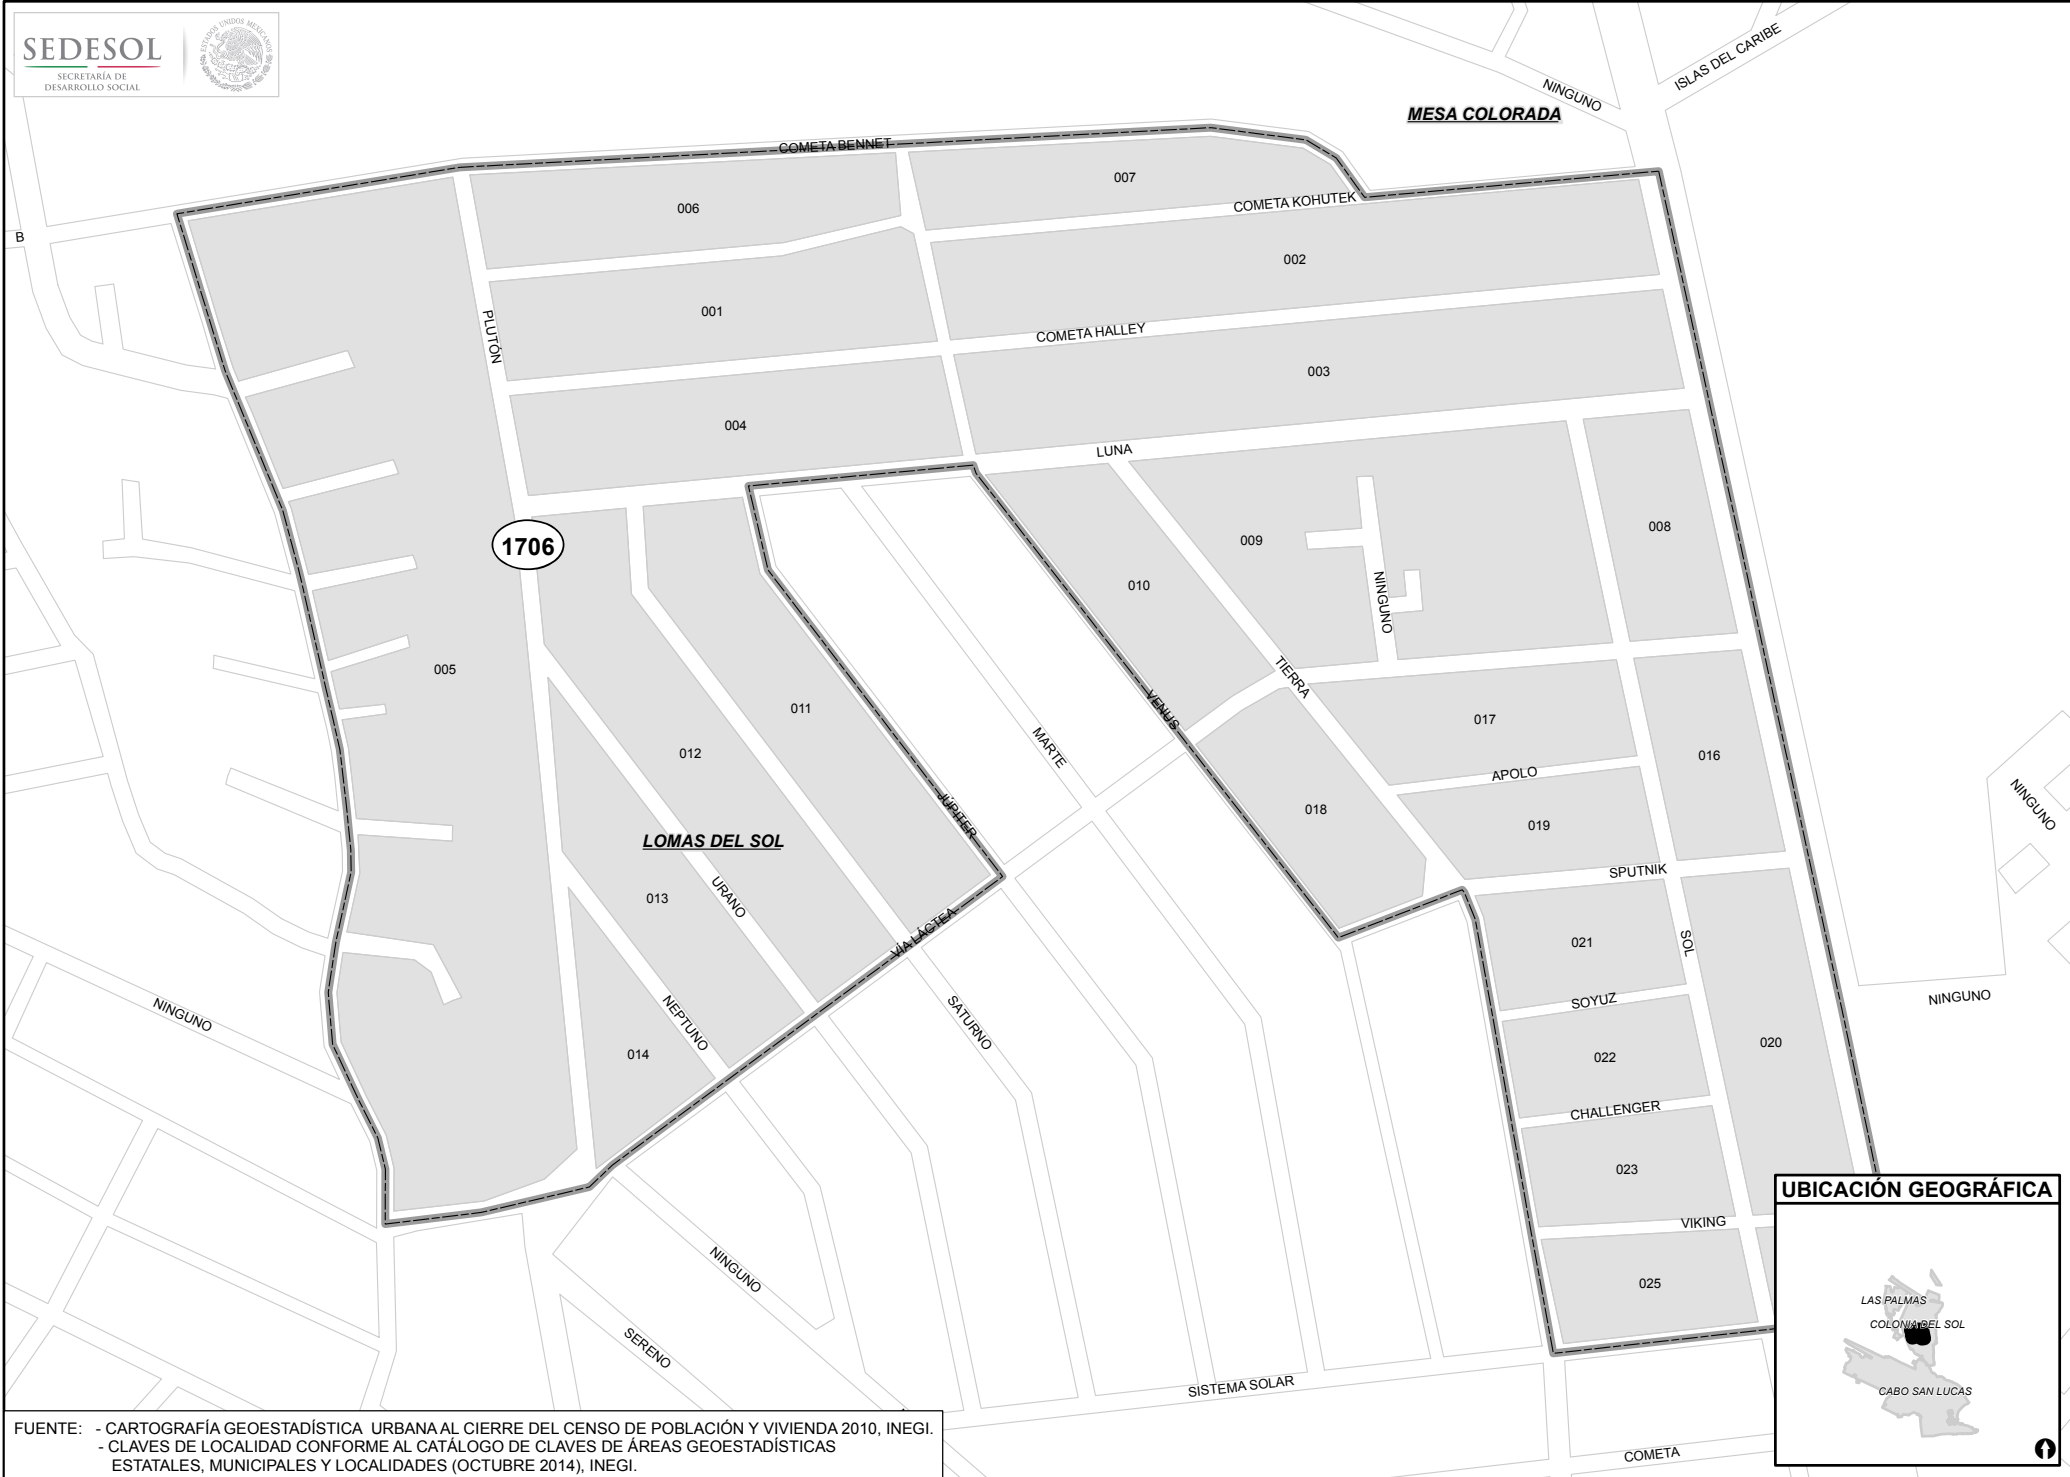 SEDESOL
SECRETARÍA DE
DESARROLLO SOCIAL
ESTADOS UNIDOS MEXICANOS
ISLAS DEL CARIBE
NINGUNO
MESA COLORADA
COMETA BENNET
007
COMETA KOHUTEK
006
B
002
001
PLUTÓN
COMETA HALLEY
003
004
LUNA
1706
009
008
010
NINGUNO
005
TIERRA
011
VENUS
017
MARTE
012
016
APOLO
NINGUNO
018
JÚPITER
019
LOMAS DEL SOL
SPUTNIK
URANO
013
VÍA LÁCTEA
021
SOL
NINGUNO
SOYUZ
NINGUNO
NEPTUNO
SATURNO
014
022
020
CHALLENGER
023
VIKING
NINGUNO
025
SERENO
SISTEMA SOLAR
COMETA
UBICACIÓN GEOGRÁFICA
LAS PALMAS
COLONIA DEL SOL
CABO SAN LUCAS
FUENTE: - CARTOGRAFÍA GEOESTADÍSTICA URBANA AL CIERRE DEL CENSO DE POBLACIÓN Y VIVIENDA 2010, INEGI.
- CLAVES DE LOCALIDAD CONFORME AL CATÁLOGO DE CLAVES DE ÁREAS GEOESTADÍSTICAS
ESTATALES, MUNICIPALES Y LOCALIDADES (OCTUBRE 2014), INEGI.